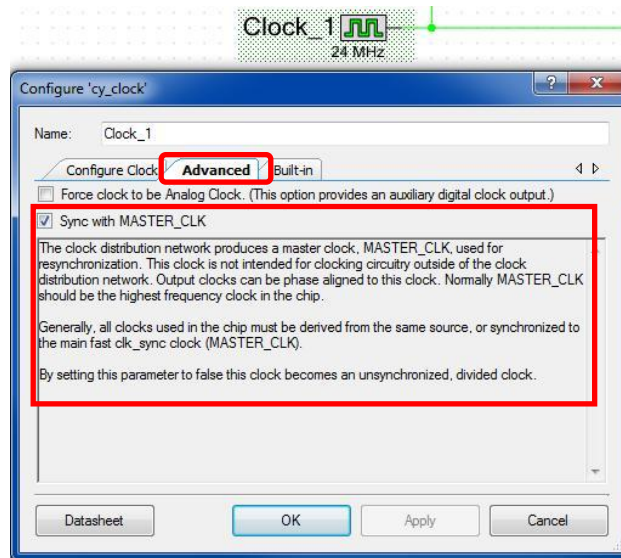 Clock_1
24 MHz
Configure 'cy_clock'
Name: Clock_1
Configure Clock Advanced Built-in
Force clock to be Analog Clock. (This option provides an auxiliary digital clock output.)
Sync with MASTER_CLK
The clock distribution network produces a master clock, MASTER_CLK, used for
resynchronization. This clock is not intended for clocking circuitry outside of the clock
distribution network. Output clocks can be phase aligned to this clock. Normally MASTER_CLK
should be the highest frequency clock in the chip.
Generally, all clocks used in the chip must be derived from the same source, or synchronized to
the main fast clk_sync clock (MASTER_CLK).
By setting this parameter to false this clock becomes an unsynchronized, divided clock.
Datasheet OK Apply Cancel